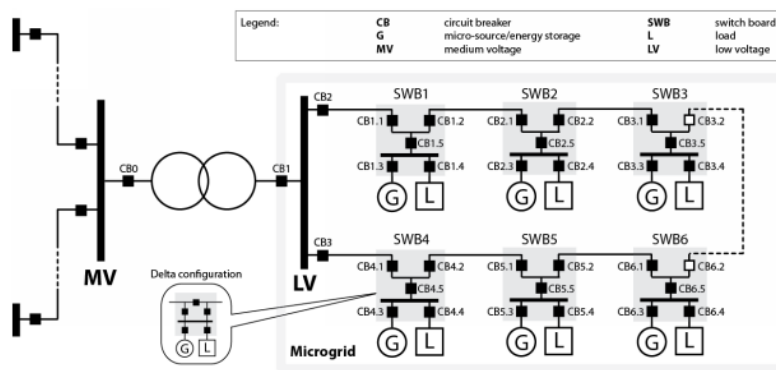 Legend: CB circuit breaker SWB switch board
G micro-source/energy storage L load
MV medium voltage LV low voltage
SWB1 SWB2 SWB3
CB2
CB1.1 CB1.2 CB2.1 CB2.2 CB3.1 CB3.2
CB1.5 CB2.5 CB3.5
CB1.3 CB1.4 CB2.3 CB2.4 CB3.3 CB3.4
CB0 CB1
G L G L G L
SWB4 SWB5 SWB6
CB3
MV LV
Delta configuration
CB4.1 CB4.2 CB5.1 CB5.2 CB6.1 CB6.2
CB4.5 CB5.5 CB6.5
CB4.3 CB4.4 CB5.3 CB5.4 CB6.3 CB6.4
G L G L G L
G L
Microgrid